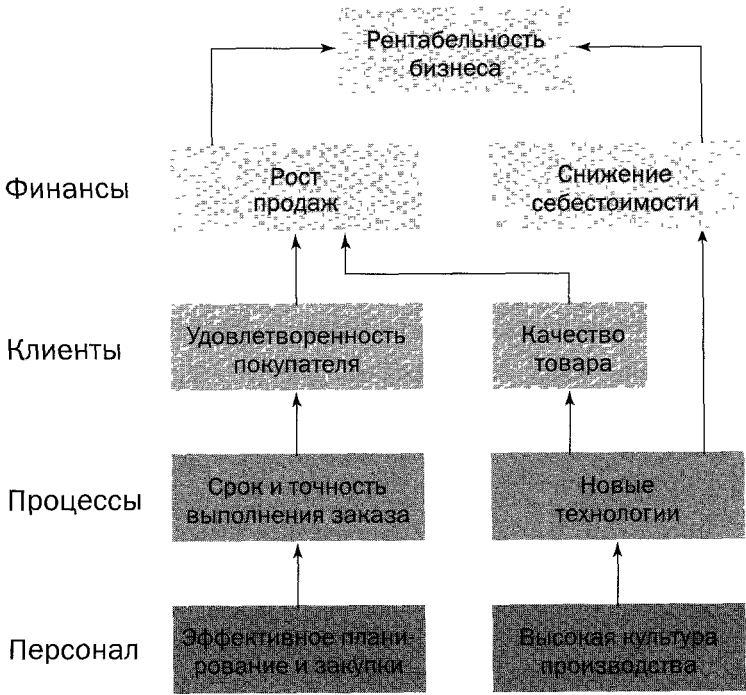 Рентабельность
бизнеса
Финансы
Рост
продаж
Снижение
себестоимости
Клиенты
Удовлетворенность
покупателя
Качество
товара
Процессы
Срок и точность
выполнения заказа
Новые
технологии
Персонал
Эффективное плани-
рование и закупки
Высокая культура
производства